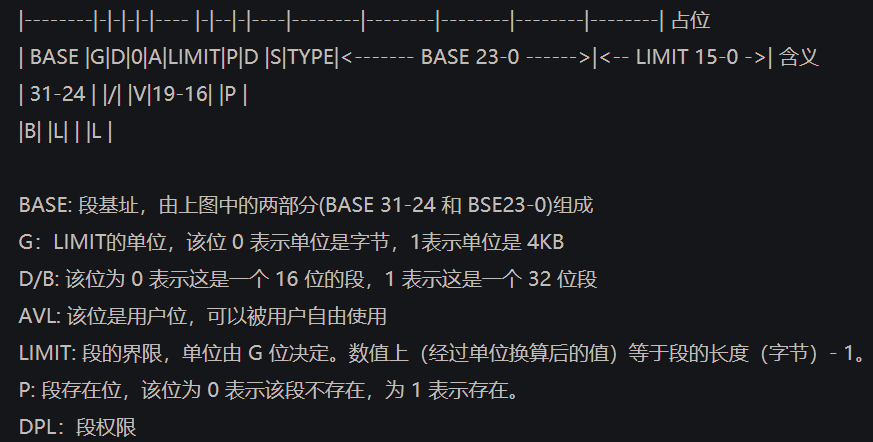 |--------|-|-|-|-|---- |-|--|-|----|--------|--------|--------|--------|--------| 占位
| BASE |G|D|0|A|LIMIT|P|D |S|TYPE|<------- BASE 23-0 ------>|<-- LIMIT 15-0 ->| 含义
| 31-24 | |/| |V|19-16| |P |
|B| |L| | |L |
BASE: 段基址，由上图中的两部分(BASE 31-24 和 BSE23-0)组成
G：LIMIT的单位，该位 0 表示单位是字节，1表示单位是 4KB
D/B: 该位为 0 表示这是一个 16 位的段，1 表示这是一个 32 位段
AVL: 该位是用户位，可以被用户自由使用
LIMIT: 段的界限，单位由 G 位决定。数值上（经过单位换算后的值）等于段的长度（字节）- 1。
P: 段存在位，该位为 0 表示该段不存在，为 1 表示存在。
DPL：段权限